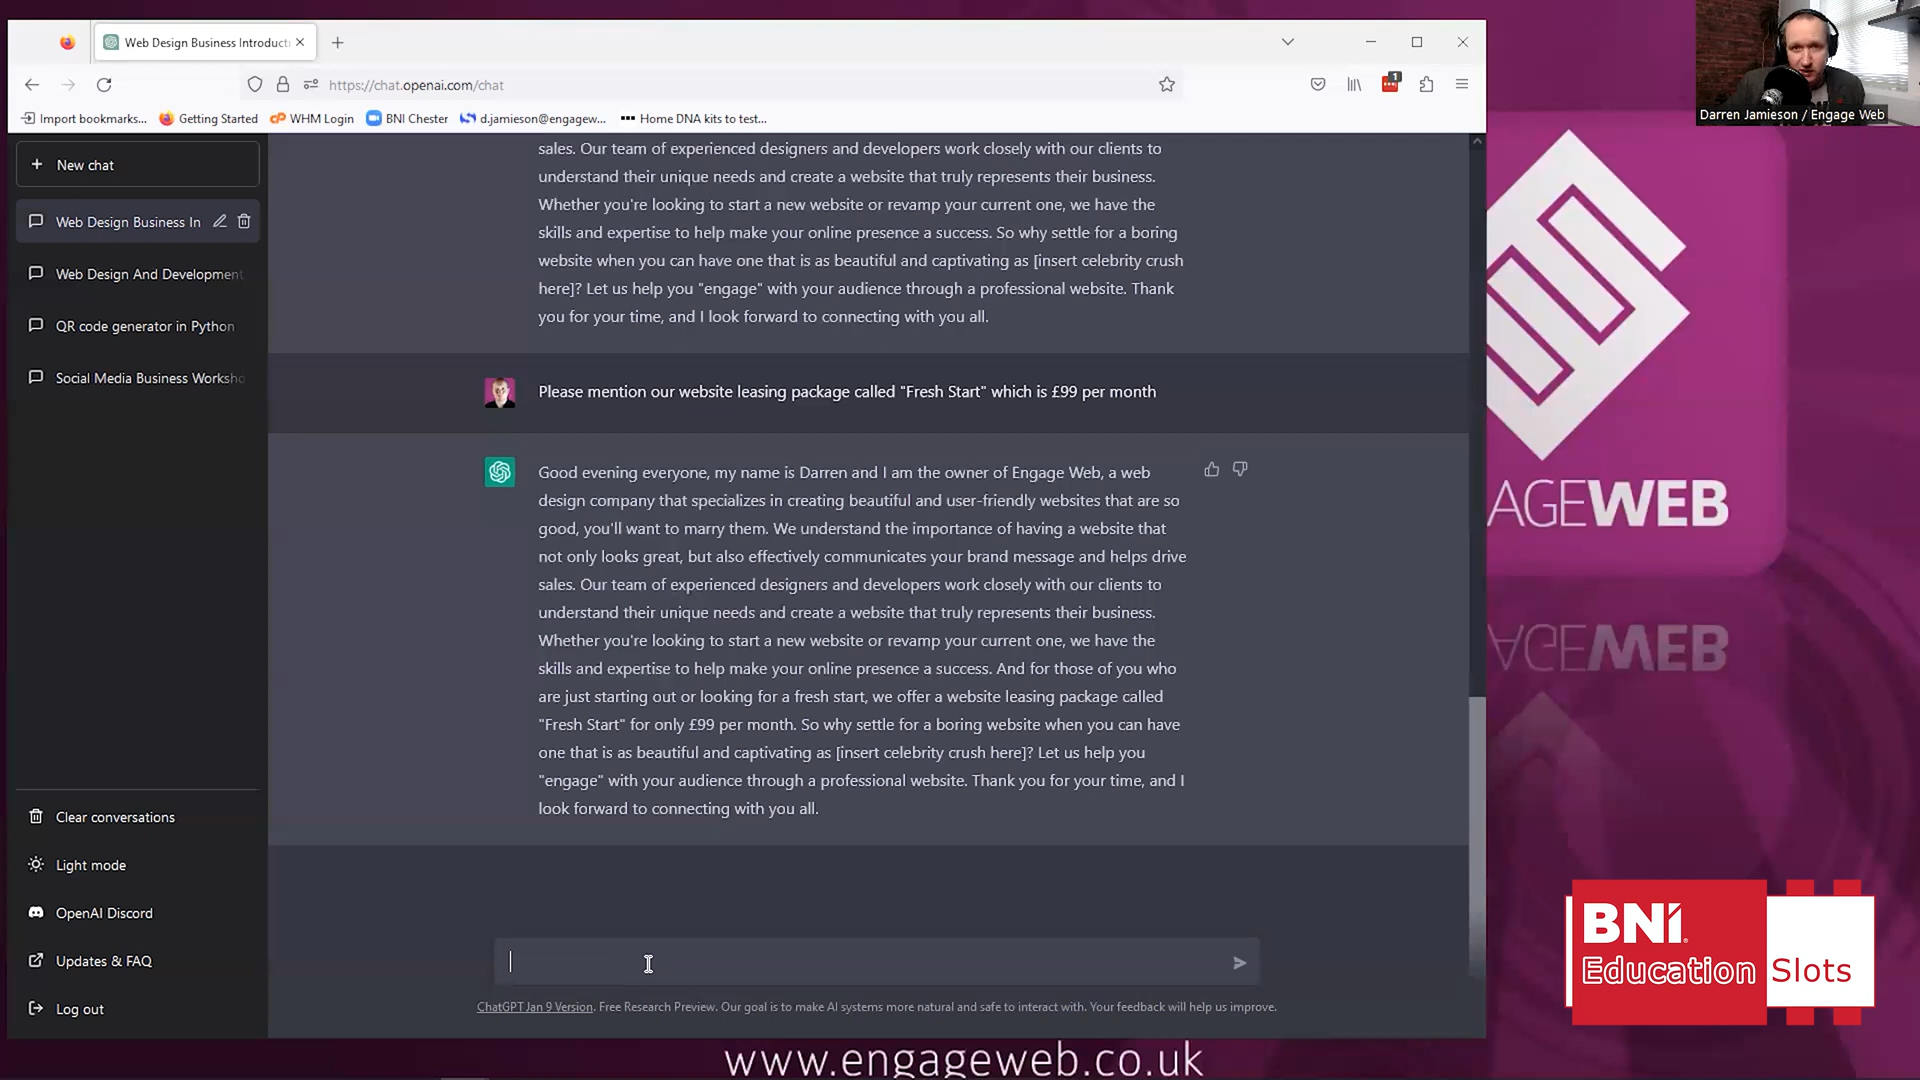 Web Design Business Introducti
https://chat.openai.com/chat
1
Import bookmarks...
Getting Started
WHM Login
BNI Chester
d.jamieson@engagew...
Home DNA kits to test...
Darren Jamieson / Engage Web
New chat
Web Design Business In
Web Design And Development
QR code generator in Python
Social Media Business Worksho
Clear conversations
Light mode
OpenAI Discord
Updates & FAQ
Log out
sales. Our team of experienced designers and developers work closely with our clients to
understand their unique needs and create a website that truly represents their business.
Whether you're looking to start a new website or revamp your current one, we have the
skills and expertise to help make your online presence a success. So why settle for a boring
website when you can have one that is as beautiful and captivating as [insert celebrity crush
here]? Let us help you "engage" with your audience through a professional website. Thank
you for your time, and I look forward to connecting with you all.
Please mention our website leasing package called "Fresh Start" which is £99 per month
Good evening everyone, my name is Darren and I am the owner of Engage Web, a web
design company that specializes in creating beautiful and user-friendly websites that are so
good, you'll want to marry them. We understand the importance of having a website that
not only looks great, but also effectively communicates your brand message and helps drive
sales. Our team of experienced designers and developers work closely with our clients to
understand their unique needs and create a website that truly represents their business.
Whether you're looking to start a new website or revamp your current one, we have the
skills and expertise to help make your online presence a success. And for those of you who
are just starting out or looking for a fresh start, we offer a website leasing package called
"Fresh Start" for only £99 per month. So why settle for a boring website when you can have
one that is as beautiful and captivating as [insert celebrity crush here]? Let us help you
"engage" with your audience through a professional website. Thank you for your time, and I
look forward to connecting with you all.
ChatGPT Jan 9 Version. Free Research Preview. Our goal is to make AI systems more natural and safe to interact with. Your feedback will help us improve.
AGEWEB
BNI
Education Slots
www.engageweb.co.uk